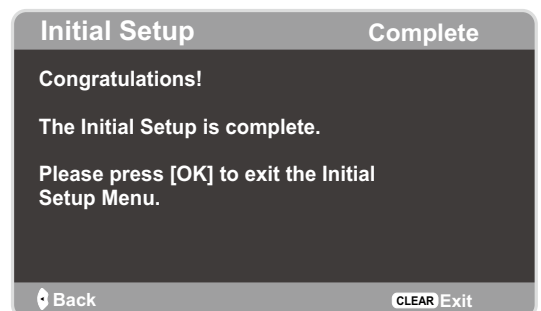 Initial Setup Complete
Congratulations!
The Initial Setup is complete.
Please press [OK] to exit the Initial
Setup Menu.
Back CLEAR Exit